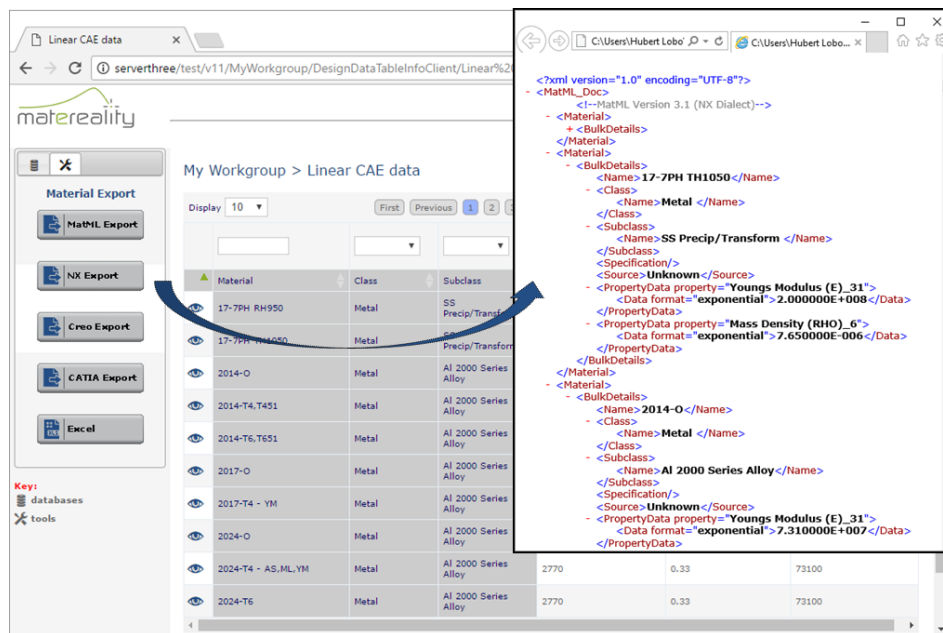 Linear CAE data
serverthree/test/v11/MyWorkgroup/DesignDataTableInfoClient/Linear%2
matereality
Material Export
MatML Export
NX Export
Creo Export
CATIA Export
Excel
Key:
databases
tools
My Workgroup > Linear CAE data
Display 10 First Previous 1 2
Material Class Subclass
17-7PH RH950 Metal SS
Precip/Transform
17-7PH TH1050 Metal SS
Precip/Transform
2014-O Metal Al 2000 Series
Alloy
2014-T4,T451 Metal Al 2000 Series
Alloy
2014-T6,T651 Metal Al 2000 Series
Alloy
2017-O Metal Al 2000 Series
Alloy
2017-T4 - YM Metal Al 2000 Series
Alloy
2024-O Metal Al 2000 Series
Alloy
2024-T4 - AS,ML,YM Metal Al 2000 Series
Alloy 2770 0.33 73100
2024-T6 Metal Al 2000 Series
Alloy 2770 0.33 73100
C:\Users\Hubert Lobo' C:\Users\Hubert Lobo...
<?xml version="1.0" encoding="UTF-8"?>
- <MatML_Doc>
<!--MatML Version 3.1 (NX Dialect)-->
- <Material>
+ <BulkDetails>
</Material>
- <Material>
- <BulkDetails>
<Name>17-7PH TH1050</Name>
- <Class>
<Name>Metal </Name>
</Class>
- <Subclass>
<Name>SS Precip/Transform </Name>
</Subclass>
<Specification/>
<Source>Unknown</Source>
- <PropertyData property="Youngs Modulus (E)_31">
<Data format="exponential">2.000000E+008</Data>
</PropertyData>
- <PropertyData property="Mass Density (RHO)_6">
<Data format="exponential">7.650000E-006</Data>
</PropertyData>
</BulkDetails>
</Material>
- <Material>
- <BulkDetails>
<Name>2014-O</Name>
- <Class>
<Name>Metal </Name>
</Class>
- <Subclass>
<Name>Al 2000 Series Alloy</Name>
</Subclass>
<Specification/>
<Source>Unknown</Source>
- <PropertyData property="Youngs Modulus (E)_31">
<Data format="exponential">7.310000E+007</Data>
</PropertyData>